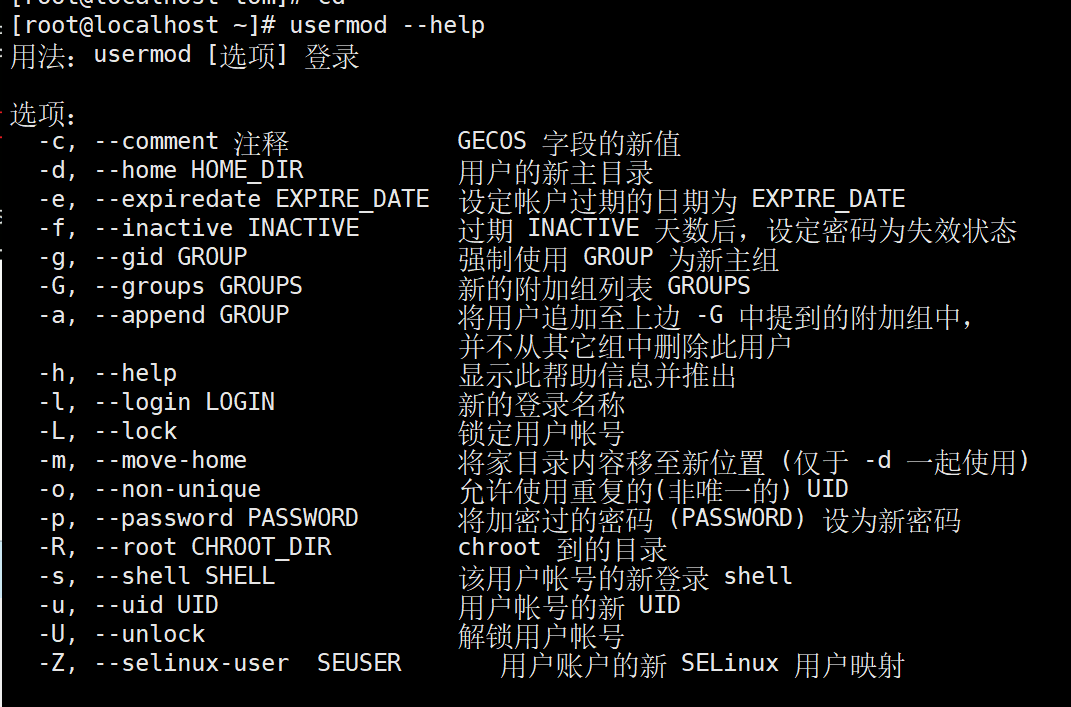 [root@localhost ~]# usermod --help
用法：usermod [选项] 登录
选项：
-c, --comment 注释 GECOS 字段的新值
-d, --home HOME_DIR 用户的新主目录
-e, --expiredate EXPIRE_DATE 设定帐户过期的日期为 EXPIRE_DATE
-f, --inactive INACTIVE 过期 INACTIVE 天数后，设定密码为失效状态
-g, --gid GROUP 强制使用 GROUP 为新主组
-G, --groups GROUPS 新的附加组列表 GROUPS
-a, --append GROUP 将用户追加至上边 -G 中提到的附加组中，
并不从其它组中删除此用户
-h, --help 显示此帮助信息并推出
-l, --login LOGIN 新的登录名称
-L, --lock 锁定用户帐号
-m, --move-home 将家目录内容移至新位置 (仅于 -d 一起使用)
-o, --non-unique 允许使用重复的(非唯一的) UID
-p, --password PASSWORD 将加密过的密码 (PASSWORD) 设为新密码
-R, --root CHROOT_DIR chroot 到的目录
-s, --shell SHELL 该用户帐号的新登录 shell
-u, --uid UID 用户帐号的新 UID
-U, --unlock 解锁用户帐号
-Z, --selinux-user SEUSER 用户账户的新 SELinux 用户映射